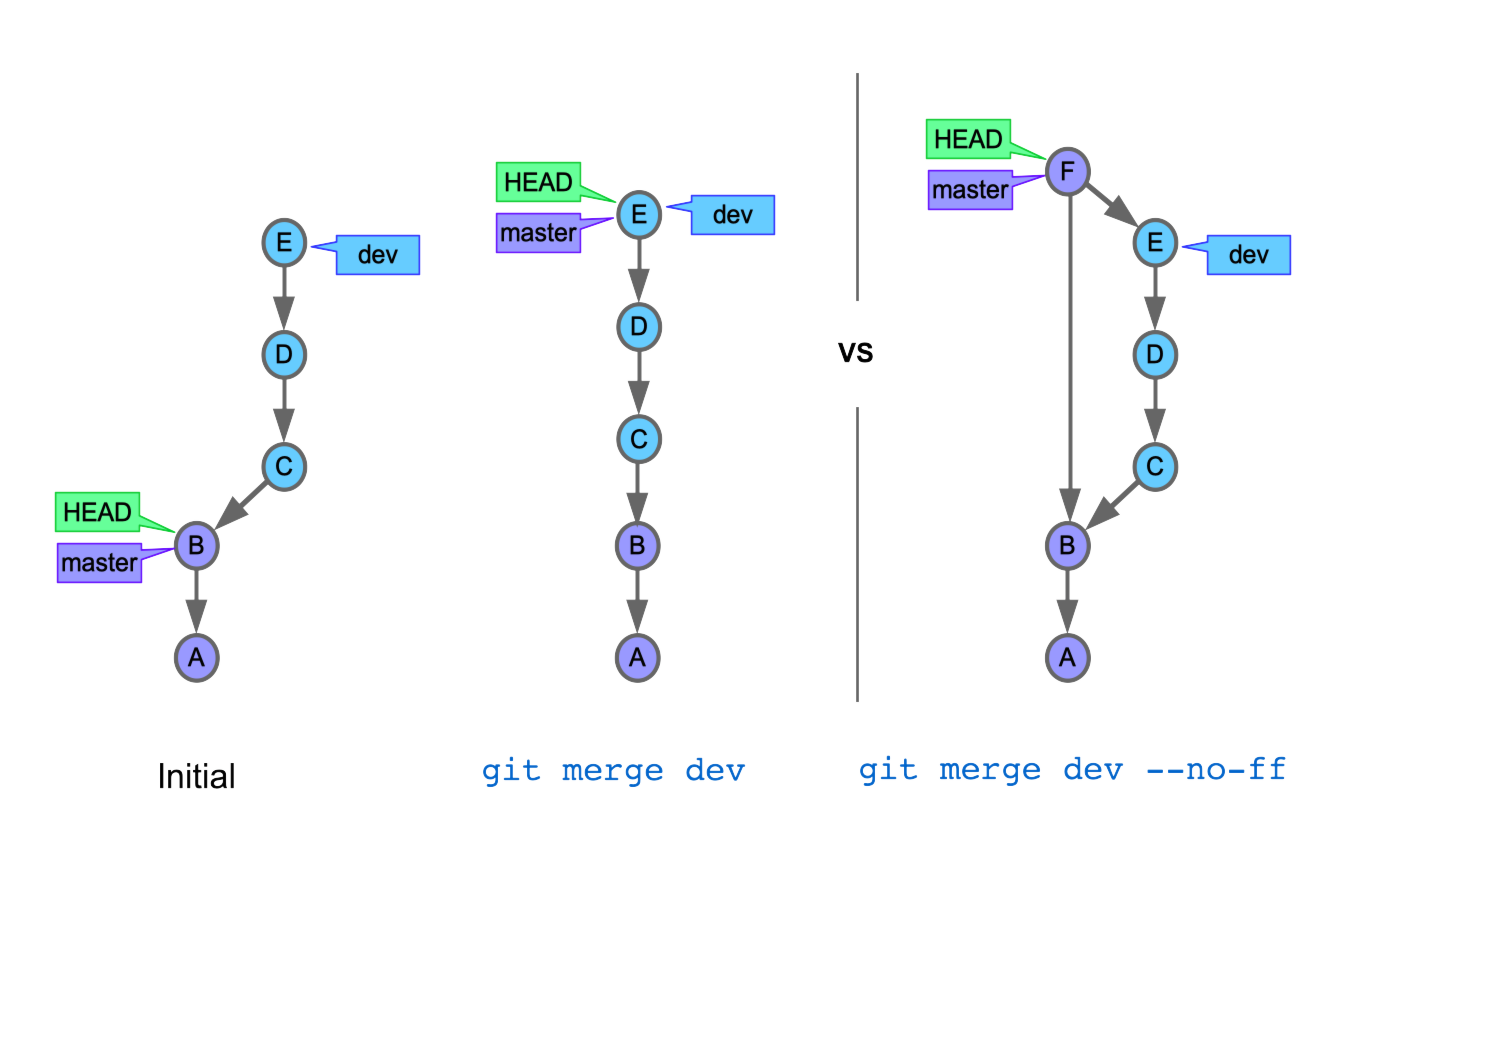 E
dev
D
C
HEAD
B
master
A
Initial
HEAD
E
dev
master
D
C
B
A
git merge dev
vs
HEAD
F
master
E
dev
D
C
B
A
git merge dev --no-ff